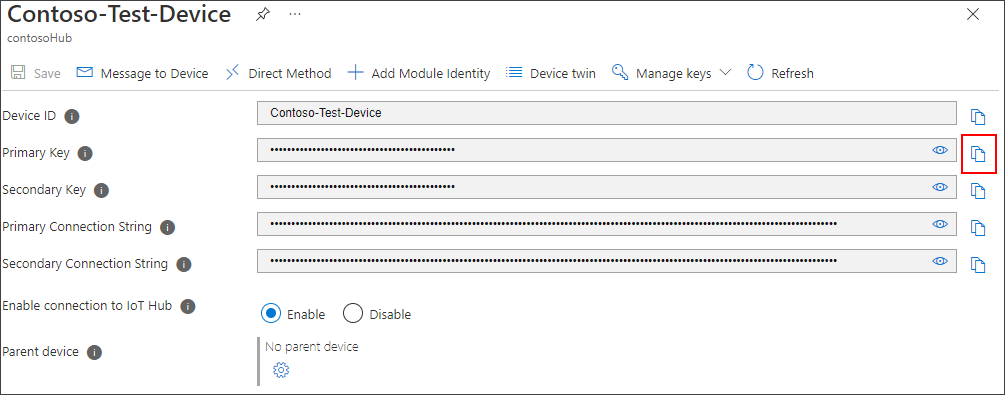 Contoso-Test-Device
contosoHub
Save Message to Device Direct Method Add Module Identity Device twin Manage keys Refresh
Device ID Contoso-Test-Device
Primary Key ••••••••••••••••••••••••••••••••••••••••••••
Secondary Key ••••••••••••••••••••••••••••••••••••••••••••
Primary Connection String
Secondary Connection String
Enable connection to IoT Hub Enable Disable
Parent device No parent device